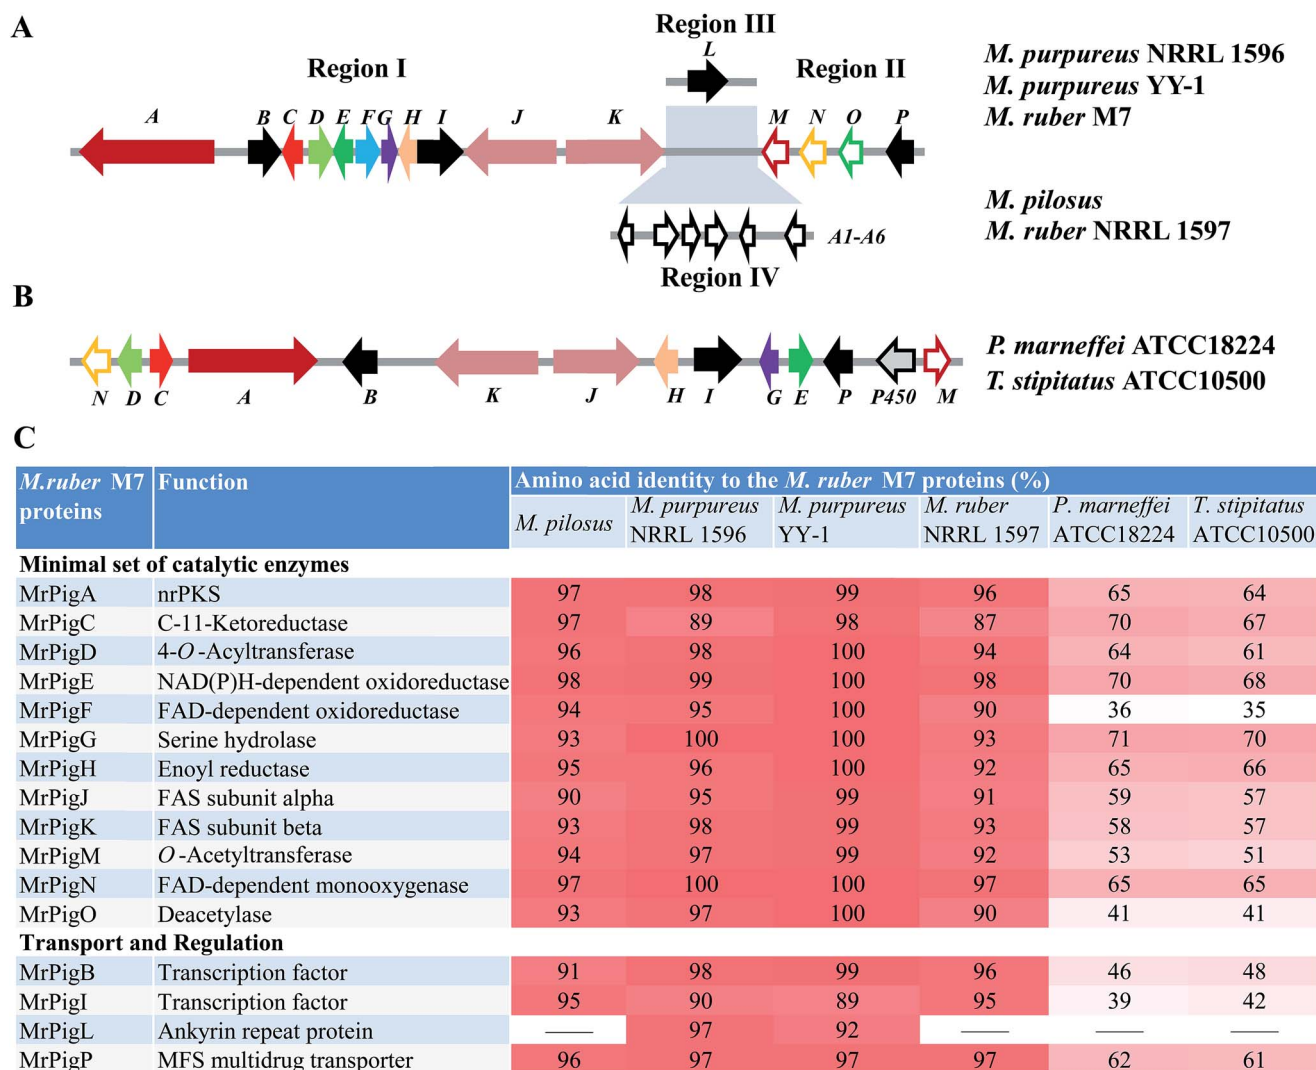 A
Region III
L
Region I
Region II
A B C D E F G H I J K M N O P
M. purpureus NRRL 1596
M. purpureus YY-1
M. ruber M7
M. pilosus
M. ruber NRRL 1597
A1-A6
Region IV
B
N D C A B K J H I G E P P450 M
P. marneffei ATCC18224
T. stipitatus ATCC10500
C
M.ruber M7 proteins Function Amino acid identity to the M. ruber M7 proteins (%)
M. pilosus M. purpureus NRRL 1596 M. purpureus YY-1 M. ruber NRRL 1597 P. marneffei ATCC18224 T. stipitatus ATCC10500
Minimal set of catalytic enzymes
MrPigA nrPKS 97 98 99 96 65 64
MrPigC C-11-Ketoreductase 97 89 98 87 70 67
MrPigD 4-O-Acyltransferase 96 98 100 94 64 61
MrPigE NAD(P)H-dependent oxidoreductase 98 99 100 98 70 68
MrPigF FAD-dependent oxidoreductase 94 95 100 90 36 35
MrPigG Serine hydrolase 93 100 100 93 71 70
MrPigH Enoyl reductase 95 96 100 92 65 66
MrPigJ FAS subunit alpha 90 95 99 91 59 57
MrPigK FAS subunit beta 93 98 99 93 58 57
MrPigM O-Acetyltransferase 94 97 99 92 53 51
MrPigN FAD-dependent monooxygenase 97 100 100 97 65 65
MrPigO Deacetylase 93 97 100 90 41 41
Transport and Regulation
MrPigB Transcription factor 91 98 99 96 46 48
MrPigI Transcription factor 95 90 89 95 39 42
MrPigL Ankyrin repeat protein — 97 92 — — —
MrPigP MFS multidrug transporter 96 97 97 97 62 61